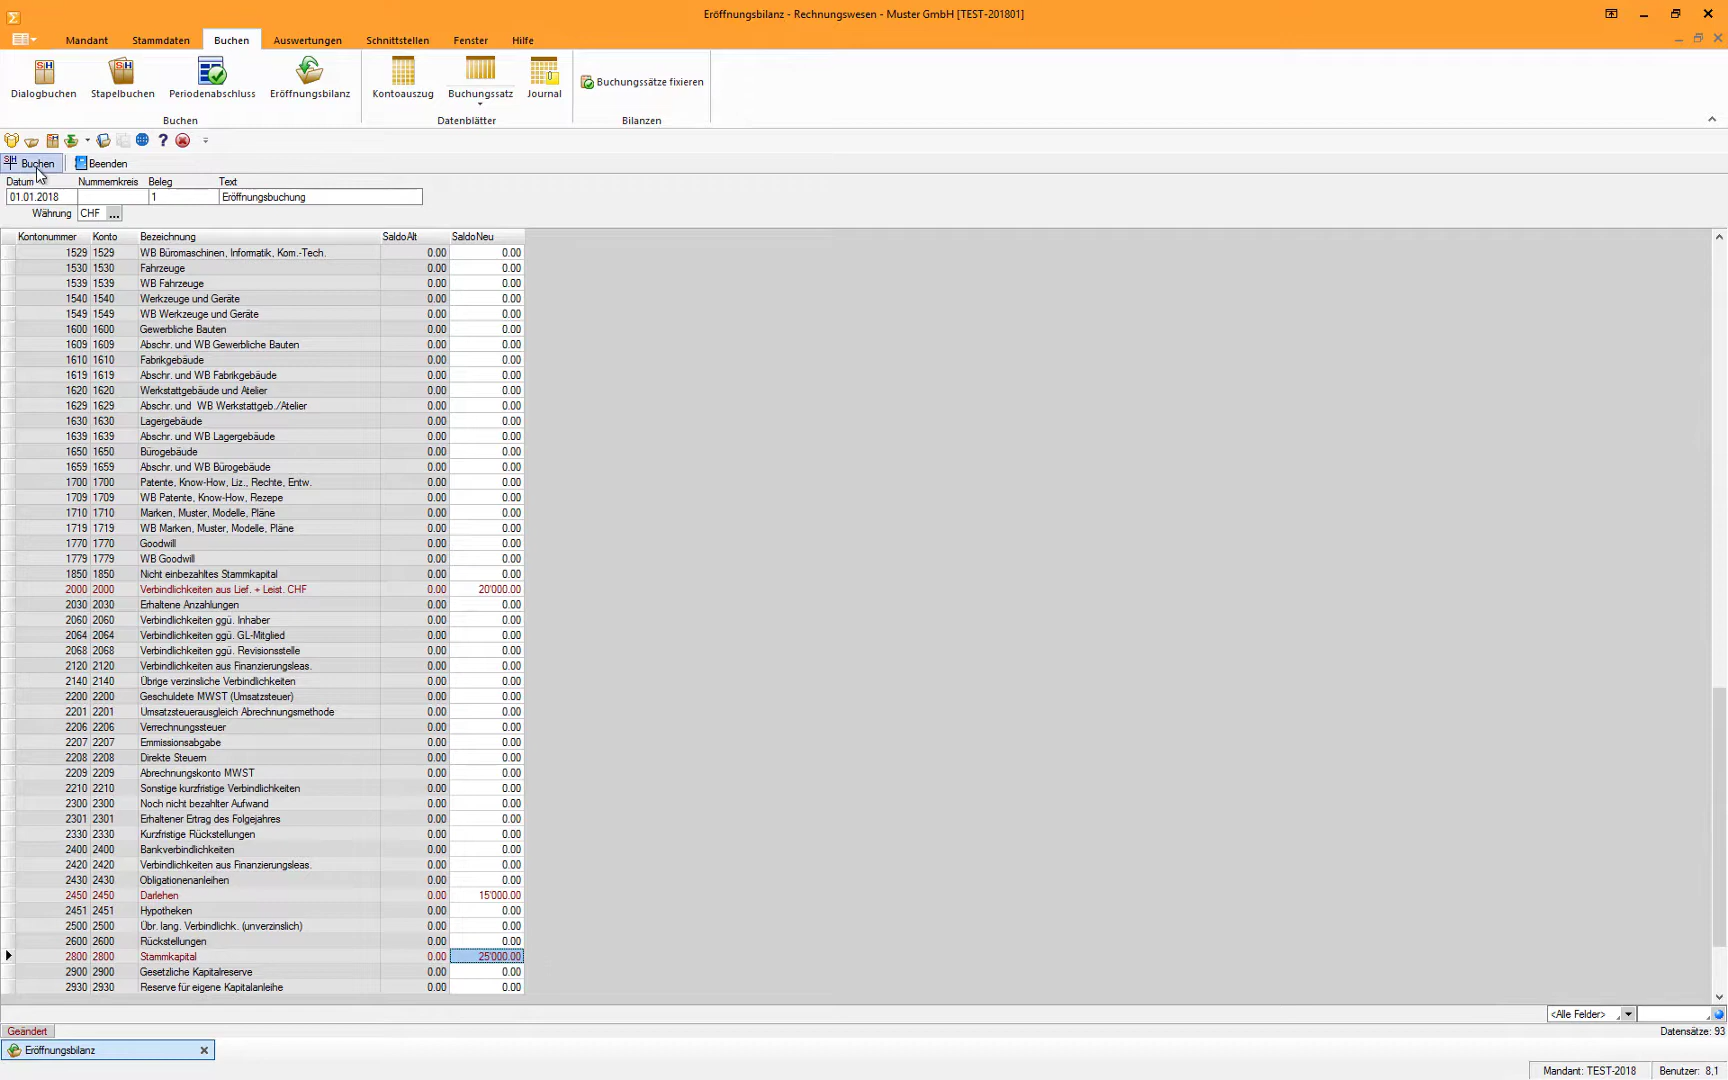 Eröffnungsbilanz - Rechnungswesen - Muster GmbH [TEST-201801]
Mandant Stammdaten Buchen Auswertungen Schnittstellen Fenster Hilfe
Dialogbuchen Stapelbuchen Periodenabschluss Eröffnungsbilanz Kontoauszug Buchungssatz Journal Buchungssätze fixieren
Buchen Datenblätter Bilanzen
Buchen Beenden
Datum Nummernkreis Beleg Text
01.01.2018 1 Eröffnungsbuchung
Währung CHF ...
Kontonummer Konto Bezeichnung SaldoAlt SaldoNeu
1529 1529 WB Büromaschinen, Informatik, Kom.-Tech. 0.00 0.00
1530 1530 Fahrzeuge 0.00 0.00
1539 1539 WB Fahrzeuge 0.00 0.00
1540 1540 Werkzeuge und Geräte 0.00 0.00
1549 1549 WB Werkzeuge und Geräte 0.00 0.00
1600 1600 Gewerbliche Bauten 0.00 0.00
1609 1609 Abschr. und WB Gewerbliche Bauten 0.00 0.00
1610 1610 Fabrikgebäude 0.00 0.00
1619 1619 Abschr. und WB Fabrikgebäude 0.00 0.00
1620 1620 Werkstattgebäude und Atelier 0.00 0.00
1629 1629 Abschr. und WB Werkstattgeb./Atelier 0.00 0.00
1630 1630 Lagergebäude 0.00 0.00
1639 1639 Abschr. und WB Lagergebäude 0.00 0.00
1650 1650 Bürogebäude 0.00 0.00
1659 1659 Abschr. und WB Bürogebäude 0.00 0.00
1700 1700 Patente, Know-How, Liz., Rechte, Entw. 0.00 0.00
1709 1709 WB Patente, Know-How, Rezepe 0.00 0.00
1710 1710 Marken, Muster, Modelle, Pläne 0.00 0.00
1719 1719 WB Marken, Muster, Modelle, Pläne 0.00 0.00
1770 1770 Goodwill 0.00 0.00
1779 1779 WB Goodwill 0.00 0.00
1850 1850 Nicht einbezahltes Stammkapital 0.00 0.00
2000 2000 Verbindlichkeiten aus Lief. + Leist. CHF 0.00 20'000.00
2030 2030 Erhaltene Anzahlungen 0.00 0.00
2060 2060 Verbindlichkeiten ggü. Inhaber 0.00 0.00
2064 2064 Verbindlichkeiten ggü. GL-Mitglied 0.00 0.00
2068 2068 Verbindlichkeiten ggü. Revisionsstelle 0.00 0.00
2120 2120 Verbindlichkeiten aus Finanzierungsleas. 0.00 0.00
2140 2140 Übrige verzinsliche Verbindlichkeiten 0.00 0.00
2200 2200 Geschuldete MWST (Umsatzsteuer) 0.00 0.00
2201 2201 Umsatzsteuerausgleich Abrechnungsmethode 0.00 0.00
2206 2206 Verrechnungssteuer 0.00 0.00
2207 2207 Emmissionsabgabe 0.00 0.00
2208 2208 Direkte Steuern 0.00 0.00
2209 2209 Abrechnungskonto MWST 0.00 0.00
2210 2210 Sonstige kurzfristige Verbindlichkeiten 0.00 0.00
2300 2300 Noch nicht bezahlter Aufwand 0.00 0.00
2301 2301 Erhaltener Ertrag des Folgejahres 0.00 0.00
2330 2330 Kurzfristige Rückstellungen 0.00 0.00
2400 2400 Bankverbindlichkeiten 0.00 0.00
2420 2420 Verbindlichkeiten aus Finanzierungsleas. 0.00 0.00
2430 2430 Obligationenanleihen 0.00 0.00
2450 2450 Darlehen 0.00 15'000.00
2451 2451 Hypotheken 0.00 0.00
2500 2500 Übr. lang. Verbindlichk. (unverzinslich) 0.00 0.00
2600 2600 Rückstellungen 0.00 0.00
2800 2800 Stammkapital 0.00 25'000.00
2900 2900 Gesetzliche Kapitalreserve 0.00 0.00
2930 2930 Reserve für eigene Kapitalanleihe 0.00 0.00
<Alle Felder>
Geändert Datensätze: 93
Eröffnungsbilanz
Mandant: TEST-2018 Benutzer: 8,1